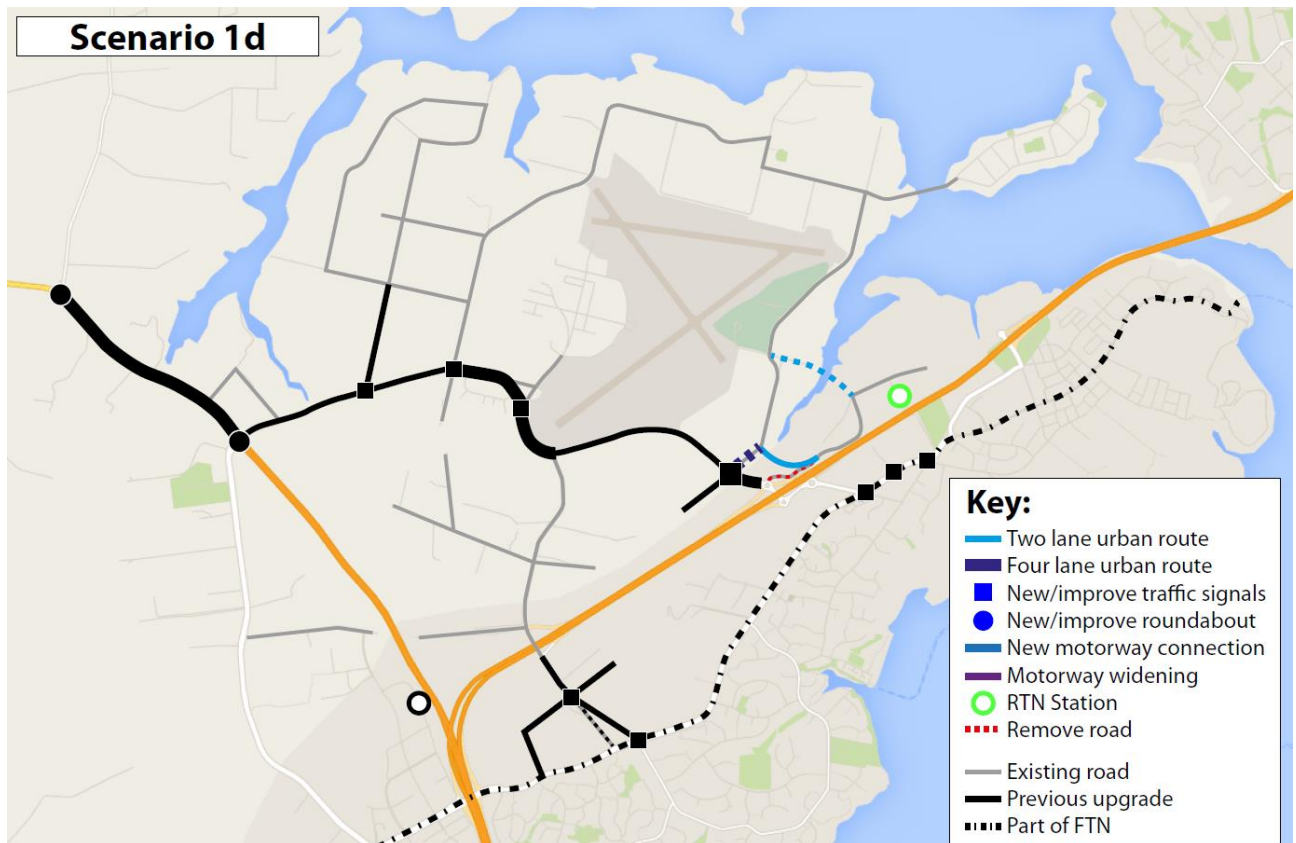 Scenario 1d
Key:
Two lane urban route
Four lane urban route
New/improve traffic signals
New/improve roundabout
New motorway connection
Motorway widening
RTN Station
Remove road
Existing road
Previous upgrade
Part of FTN